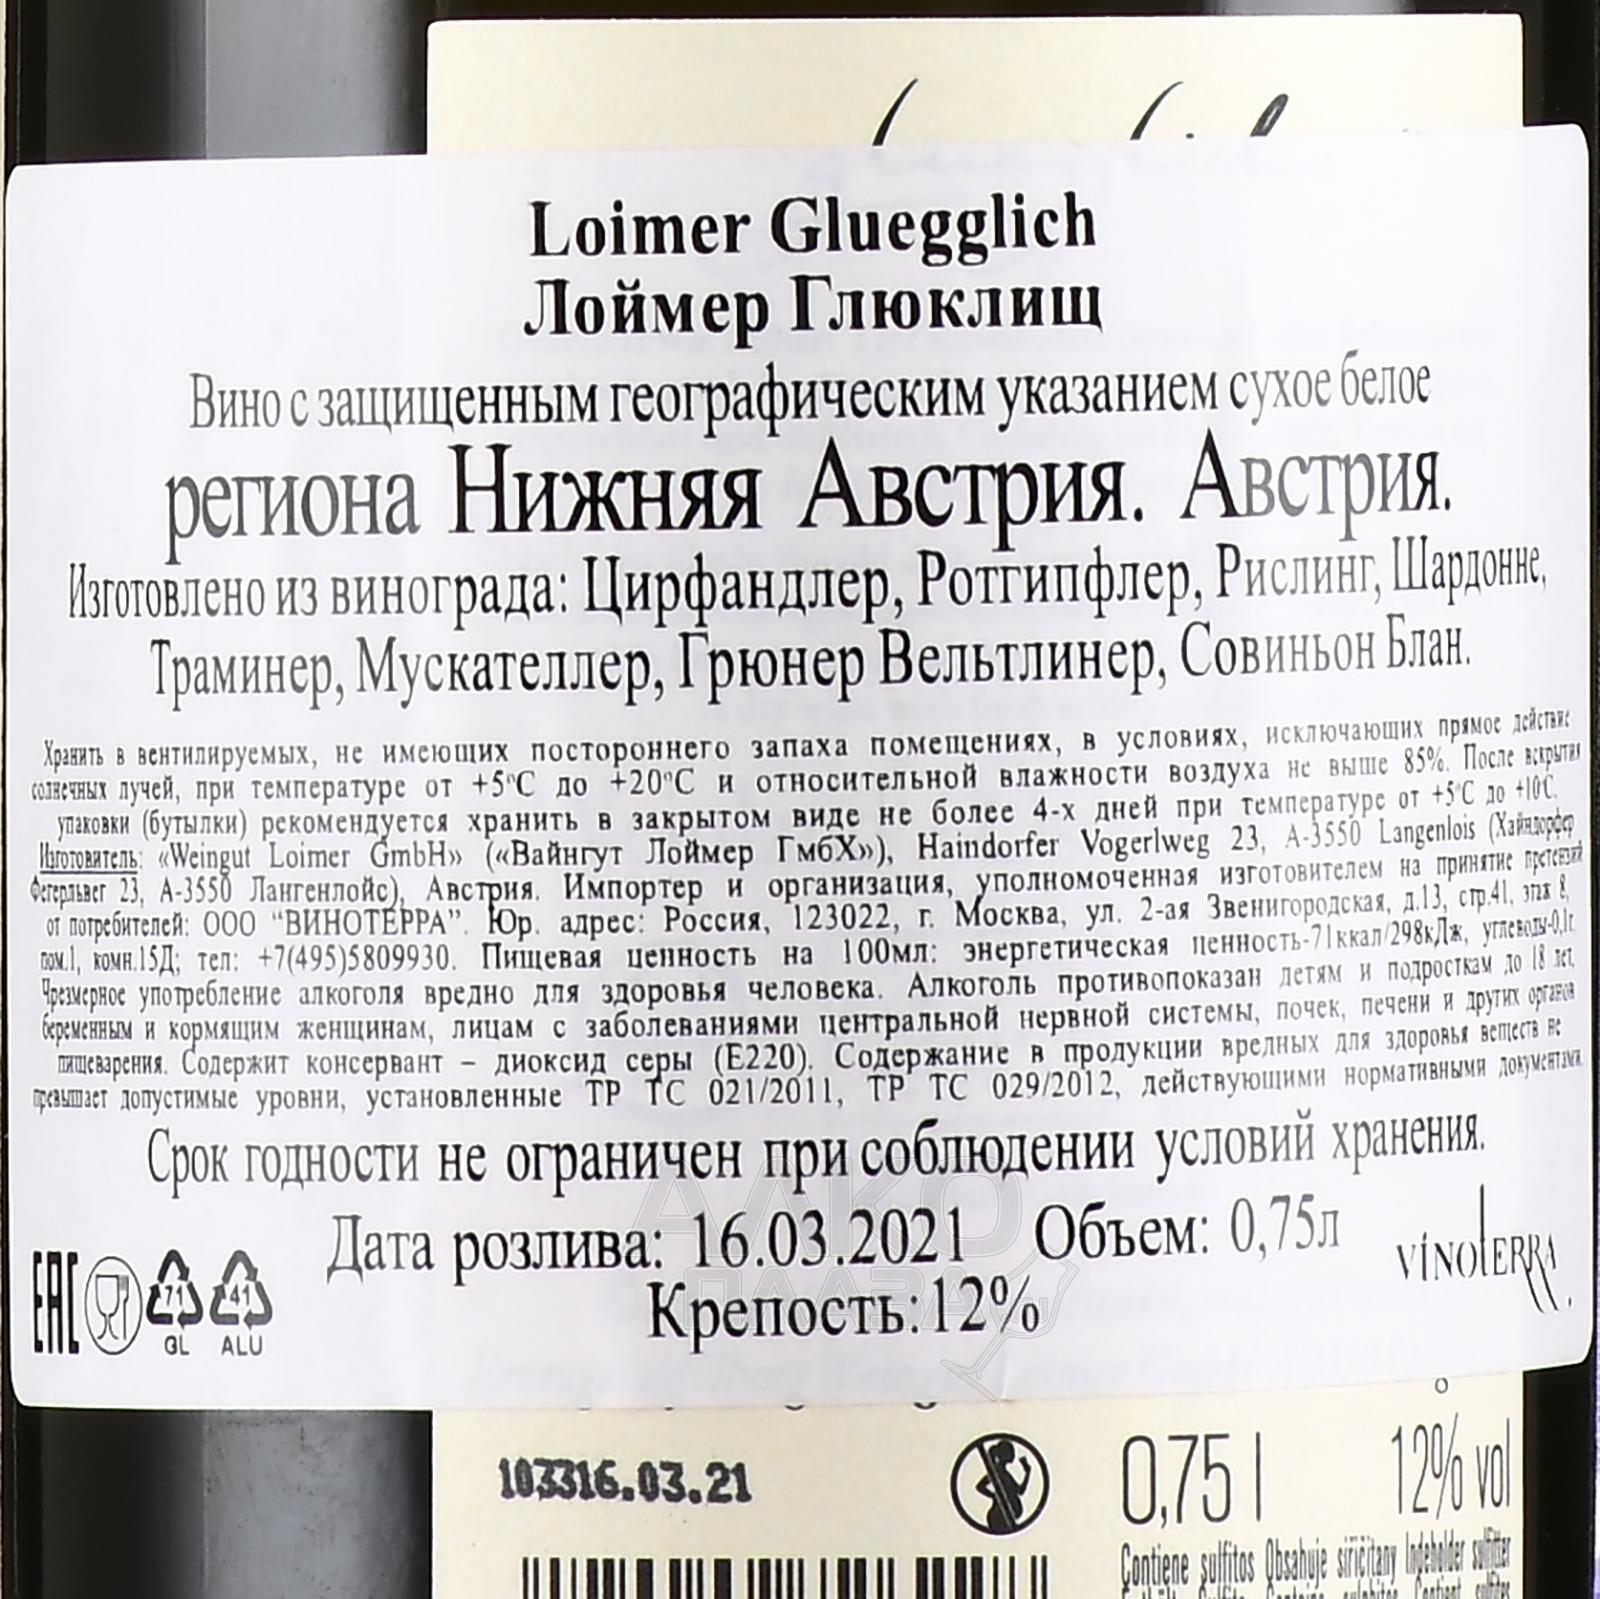 Loimer Gluegglich
Лоймер Глюклищ
Вино с защищенным географическим указанием сухое белое
региона Нижняя Австрия. Австрия.
Изготовлено из винограда: Цирфандлер, Ротгипфлер, Рислинг, Шардонне,
Траминер, Мускателлер, Грюнер Вельтлинер, Совиньон Блан.
Хранить в вентилируемых, не имеющих постороннего запаха помещениях, в условиях, исключающих прямое действие
солнечных лучей, при температуре от +5°С до +20°С и относительной влажности воздуха не выше 85%. После вскрытия
упаковки (бутылки) рекомендуется хранить в закрытом виде не более 4-х дней при температуре от +5°С до +10°С.
Изготовитель: «Weingut Loimer GmbH» («Вайнгут Лоймер ГмбХ»), Haindorfer Vogerlweg 23, A-3550 Langenlois (Хайндорфер
Фегерльвег 23, А-3550 Лангенлойс), Австрия. Импортер и организация, уполномоченная изготовителем на принятие претензий
от потребителей: ООО "ВИНОТЕРРА". Юр. адрес: Россия, 123022, г. Москва, ул. 2-ая Звенигородская, д.13, стр.41, этаж 8,
пом.1, комн.15Д; тел: +7(495)5809930. Пищевая ценность на 100мл: энергетическая ценность-71ккал/298кДж, углеводы-0,1г.
Чрезмерное употребление алкоголя вредно для здоровья человека. Алкоголь противопоказан детям и подросткам до 18 лет,
беременным и кормящим женщинам, лицам с заболеваниями центральной нервной системы, почек, печени и других органов
пищеварения. Содержит консервант – диоксид серы (Е220). Содержание в продукции вредных для здоровья веществ не
превышает допустимые уровни, установленные ТР ТС 021/2011, ТР ТС 029/2012, действующими нормативными документами.
Срок годности не ограничен при соблюдении условий хранения.
Дата розлива: 16.03.2021 Объем: 0,75л
Крепость:12%
EAC
71 GL
41 ALU
VINOTERRA
АЛКО
ПЛАЗА
103316.03.21
0,75 l 12% vol
Contiene sulfitos Obsahuje siričitany Indeholder sulfitter